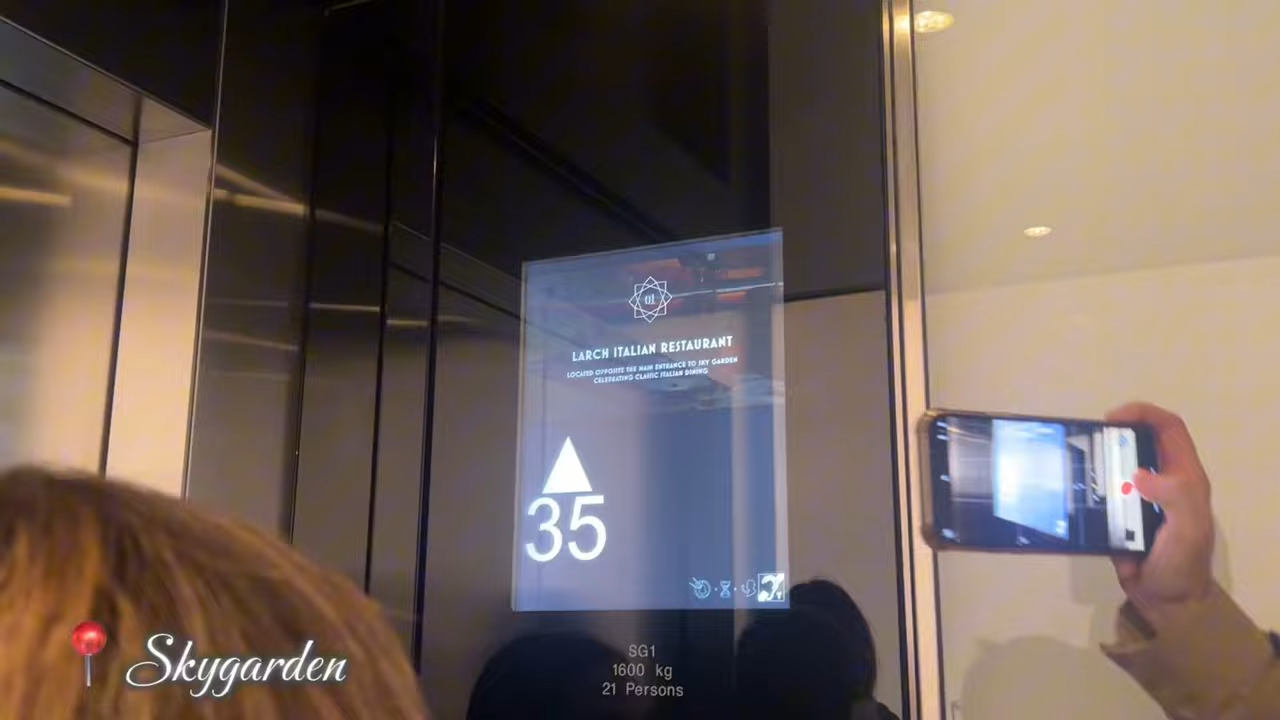 LARCH ITALIAN RESTAURANT
LOCATED OPPOSITE THE MAIN ENTRANCE TO SKY GARDEN
CELEBRATING CLASSIC ITALIAN DINING
35
SG1
1600 kg
21 Persons
Skygarden